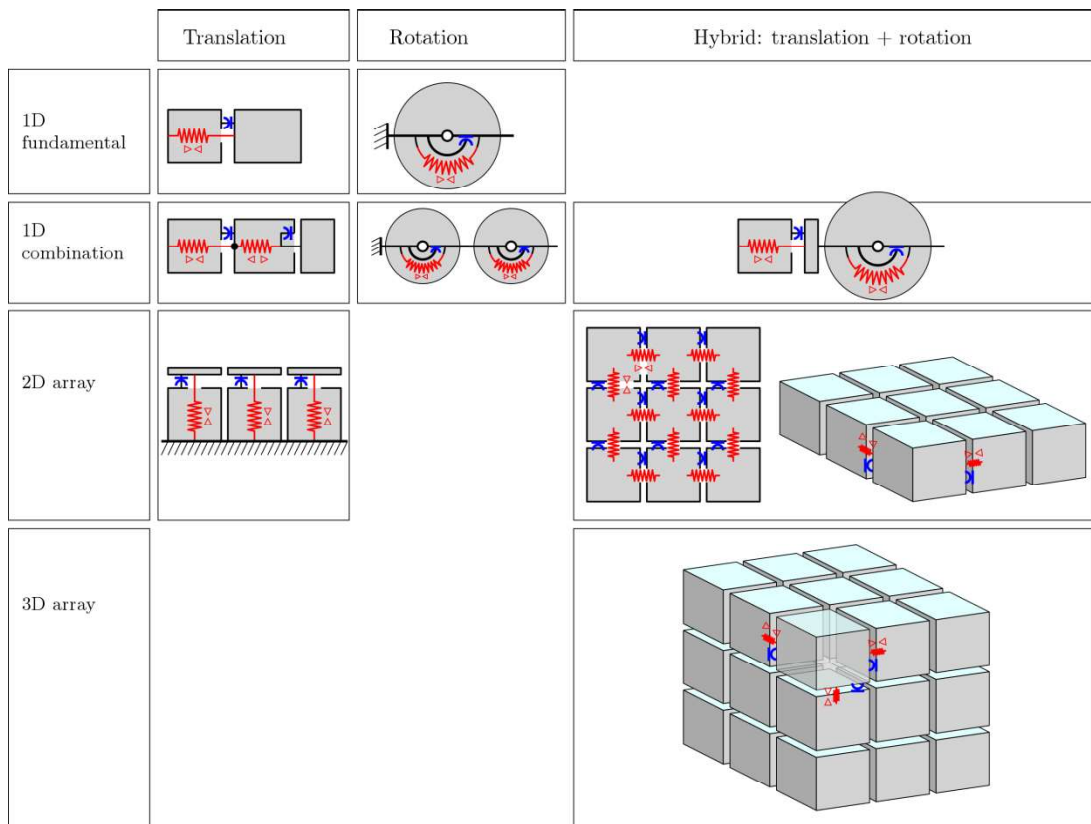 Translation
Rotation
Hybrid: translation + rotation
1D
fundamental
1D
combination
2D array
3D array